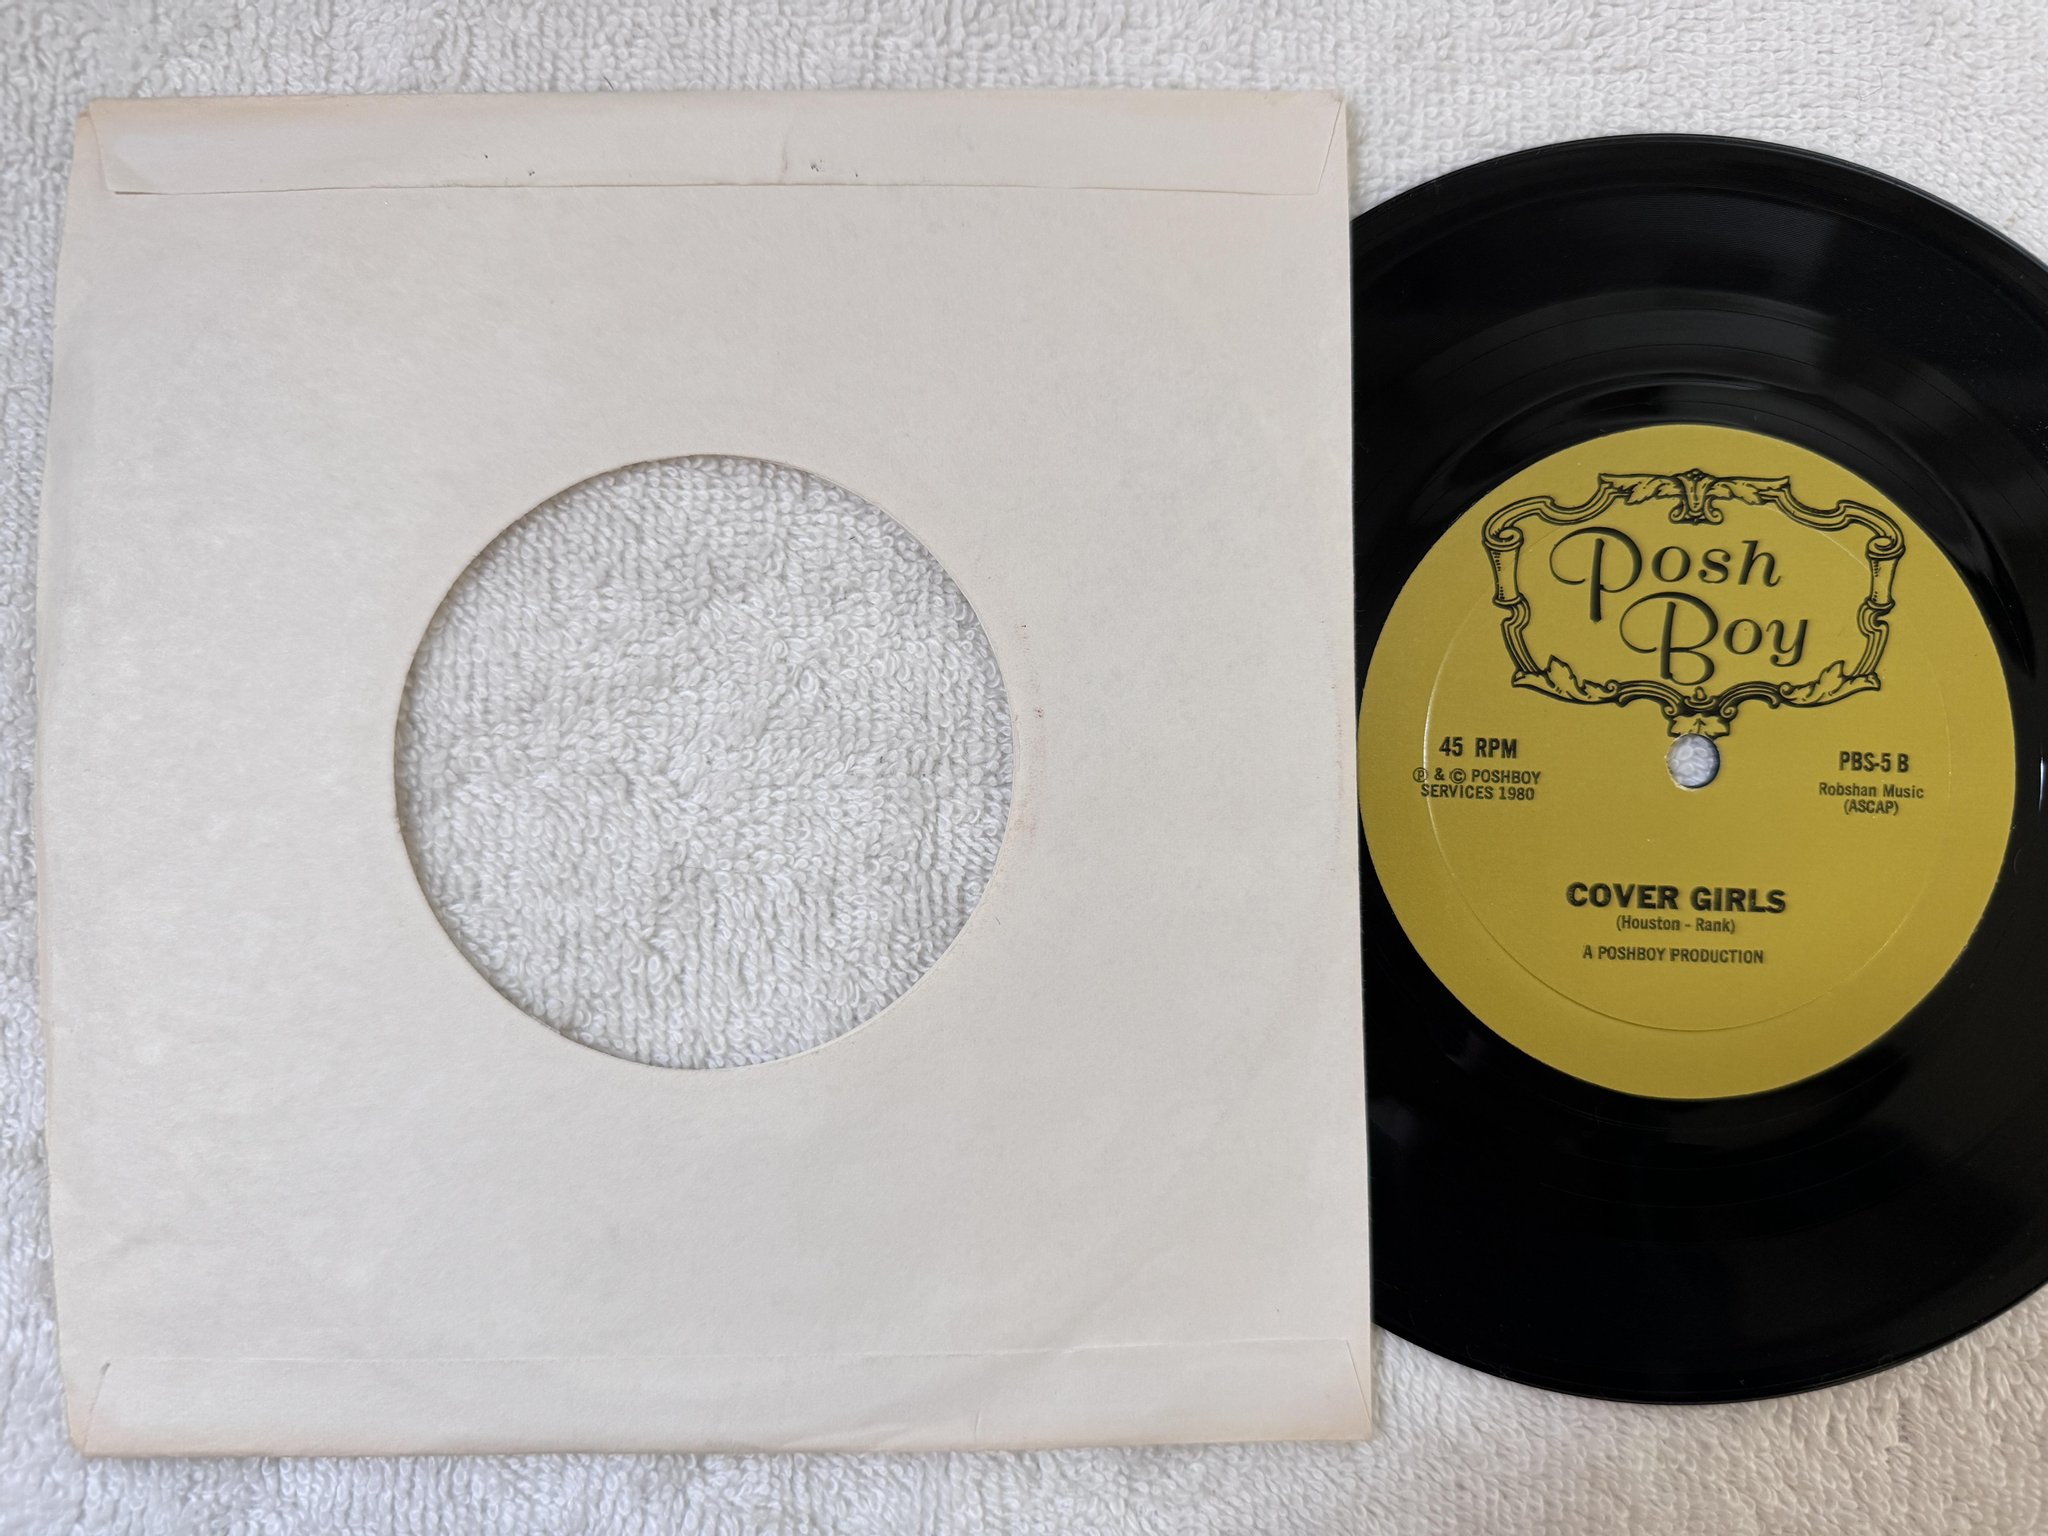 Posh
Boy
45 RPM
Ⓟ & © POSHBOY
SERVICES 1980
PBS-5 B
Robshan Music
(ASCAP)
COVER GIRLS
(Houston - Rank)
A POSHBOY PRODUCTION